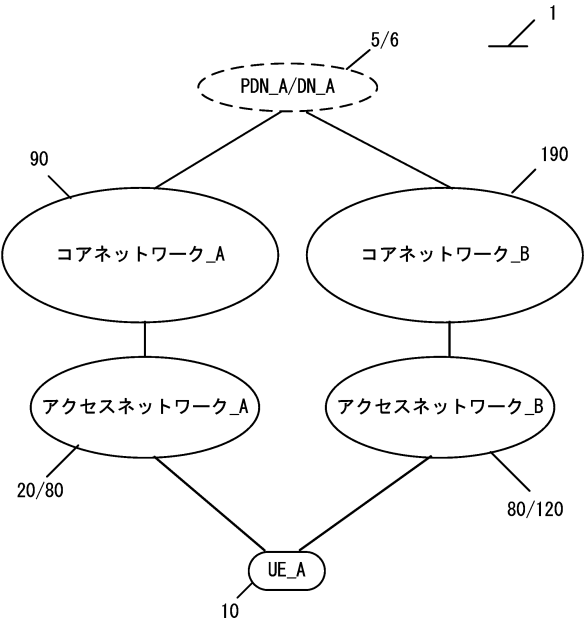 1
5/6
PDN_A/DN_A
90
190
コアネットワーク_A
コアネットワーク_B
アクセスネットワーク_A
アクセスネットワーク_B
20/80
80/120
UE_A
10